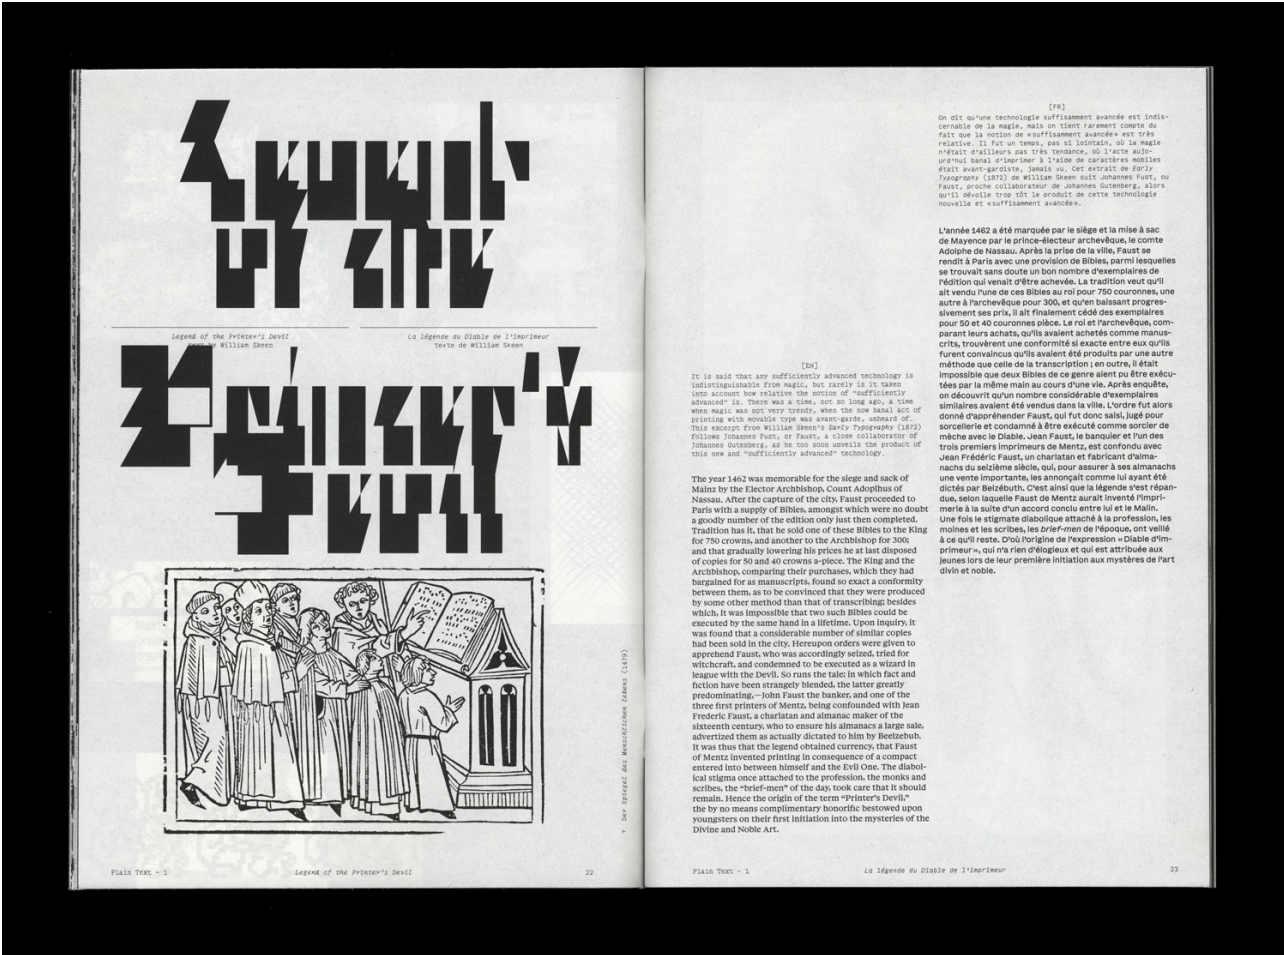 Legend
of the
Legend of the Printer's Devil
text by William Skeen
La légende du Diable de l'imprimeur
texte de William Skeen
Printer's
Devil
↑ Der Spiegel des Menschlichen Lebens (1479)
Plain Text – 1
Legend of the Printer's Devil
22
[EN]
It is said that any sufficiently advanced technology is
indistinguishable from magic, but rarely is it taken
into account how relative the notion of "sufficiently
advanced" is. There was a time, not so long ago, a time
when magic was not very trendy, when the now banal act of
printing with movable type was avant-garde, unheard of.
This excerpt from William Skeen's Early Typography (1872)
follows Johannes Fust, or Faust, a close collaborator of
Johannes Gutenberg, as he too soon unveils the product of
this new and "sufficiently advanced" technology.
The year 1462 was memorable for the siege and sack of
Mainz by the Elector Archbishop, Count Adoplhus of
Nassau. After the capture of the city, Faust proceeded to
Paris with a supply of Bibles, amongst which were no doubt
a goodly number of the edition only just then completed.
Tradition has it, that he sold one of these Bibles to the King
for 750 crowns, and another to the Archbishop for 300;
and that gradually lowering his prices he at last disposed
of copies for 50 and 40 crowns a-piece. The King and the
Archbishop, comparing their purchases, which they had
bargained for as manuscripts, found so exact a conformity
between them, as to be convinced that they were produced
by some other method than that of transcribing; besides
which, it was impossible that two such Bibles could be
executed by the same hand in a lifetime. Upon inquiry, it
was found that a considerable number of similar copies
had been sold in the city. Hereupon orders were given to
apprehend Faust, who was accordingly seized, tried for
witchcraft, and condemned to be executed as a wizard in
league with the Devil. So runs the tale; in which fact and
fiction have been strangely blended, the latter greatly
predominating,—John Faust the banker, and one of the
three first printers of Mentz, being confounded with Jean
Frederic Faust, a charlatan and almanac maker of the
sixteenth century, who to ensure his almanacs a large sale,
advertized them as actually dictated to him by Beelzebub.
It was thus that the legend obtained currency, that Faust
of Mentz invented printing in consequence of a compact
entered into between himself and the Evil One. The diabol-
ical stigma once attached to the profession, the monks and
scribes, the "brief-men" of the day, took care that it should
remain. Hence the origin of the term "Printer's Devil,"
the by no means complimentary honorific bestowed upon
youngsters on their first initiation into the mysteries of the
Divine and Noble Art.
[FR]
On dit qu'une technologie suffisamment avancée est indis-
cernable de la magie, mais on tient rarement compte du
fait que la notion de «suffisamment avancée» est très
relative. Il fut un temps, pas si lointain, où la magie
n'était d'ailleurs pas très tendance, où l'acte aujo-
urd'hui banal d'imprimer à l'aide de caractères mobiles
était avant-gardiste, jamais vu. Cet extrait de Early
Typography (1872) de William Skeen suit Johannes Fust, ou
Faust, proche collaborateur de Johannes Gutenberg, alors
qu'il dévoile trop tôt le produit de cette technologie
nouvelle et «suffisamment avancée».
L'année 1462 a été marquée par le siège et la mise à sac
de Mayence par le prince-électeur archevêque, le comte
Adolphe de Nassau. Après la prise de la ville, Faust se
rendit à Paris avec une provision de Bibles, parmi lesquelles
se trouvait sans doute un bon nombre d'exemplaires de
l'édition qui venait d'être achevée. La tradition veut qu'il
ait vendu l'une de ces Bibles au roi pour 750 couronnes, une
autre à l'archevêque pour 300, et qu'en baissant progres-
sivement ses prix, il ait finalement cédé des exemplaires
pour 50 et 40 couronnes pièce. Le roi et l'archevêque, com-
parant leurs achats, qu'ils avaient achetés comme manus-
crits, trouvèrent une conformité si exacte entre eux qu'ils
furent convaincus qu'ils avaient été produits par une autre
méthode que celle de la transcription ; en outre, il était
impossible que deux Bibles de ce genre aient pu être exécu-
tées par la même main au cours d'une vie. Après enquête,
on découvrit qu'un nombre considérable d'exemplaires
similaires avaient été vendus dans la ville. L'ordre fut alors
donné d'appréhender Faust, qui fut donc saisi, jugé pour
sorcellerie et condamné à être exécuté comme sorcier de
mèche avec le Diable. Jean Faust, le banquier et l'un des
trois premiers imprimeurs de Mentz, est confondu avec
Jean Frédéric Faust, un charlatan et fabricant d'alma-
nachs du seizième siècle, qui, pour assurer à ses almanachs
une vente importante, les annonçait comme lui ayant été
dictés par Belzébuth. C'est ainsi que la légende s'est répan-
due, selon laquelle Faust de Mentz aurait inventé l'impri-
merie à la suite d'un accord conclu entre lui et le Malin.
Une fois le stigmate diabolique attaché à la profession, les
moines et les scribes, les brief-men de l'époque, ont veillé
à ce qu'il reste. D'où l'origine de l'expression «Diable d'im-
primeur», qui n'a rien d'élogieux et qui est attribuée aux
jeunes lors de leur première initiation aux mystères de l'art
divin et noble.
Plain Text – 1
La légende du Diable de l'imprimeur
23